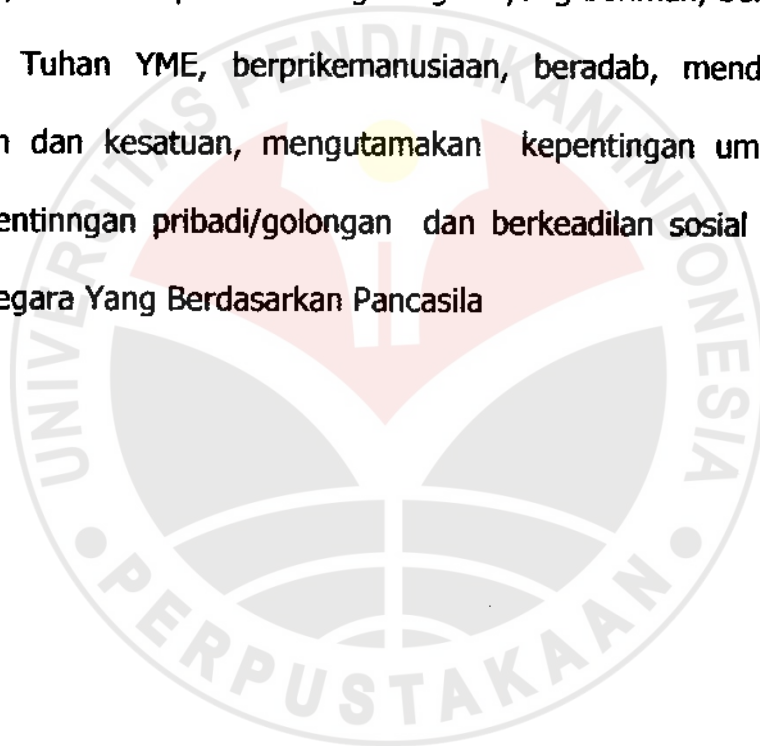 Tuhan YME, berprikemanusiaan, beradab, mend
n dan kesatuan, mengutamakan kepentingan um
entinngan pribadi/golongan dan berkeadilan sosial
egara Yang Berdasarkan Pancasila
UNIVERSITAS PENDIDIKAN INDONESIA
PERPUSTAKAAN